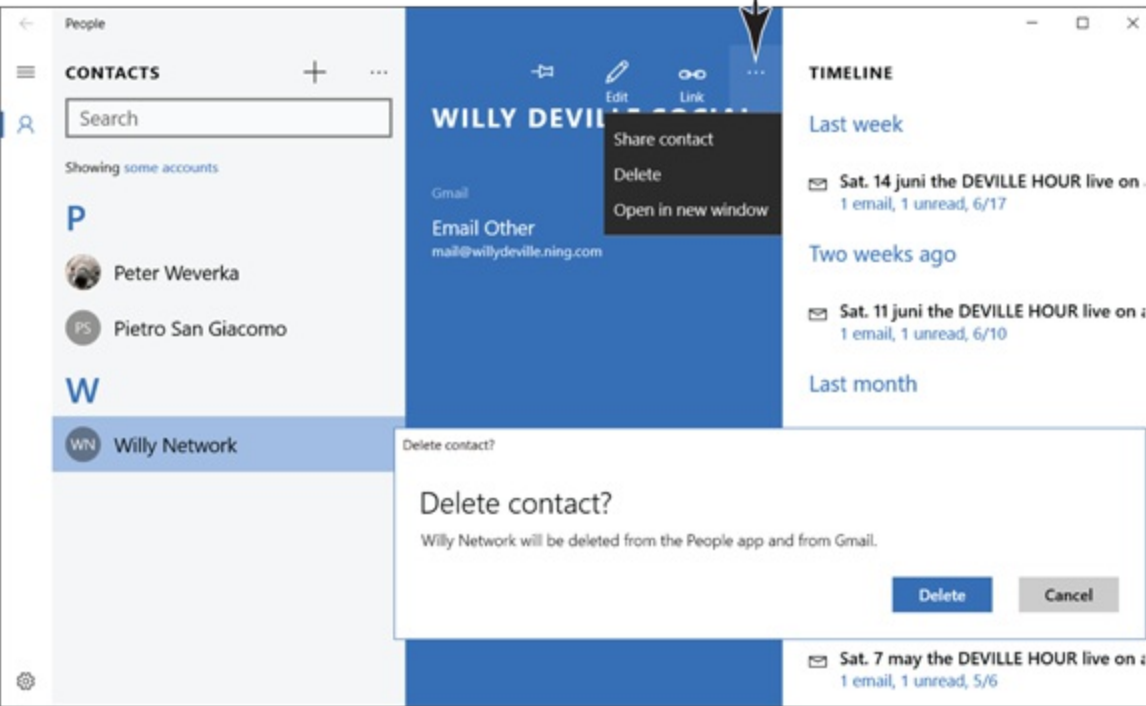 People
CONTACTS
Search
Showing some accounts
P
Peter Weverka
PS
Pietro San Giacomo
W
WN
Willy Network
Edit
Link
WILLY DEVIL
Share contact
Delete
Open in new window
Gmail
Email Other
mail@willydeville.ning.com
TIMELINE
Last week
Sat. 14 juni the DEVILLE HOUR live on
1 email, 1 unread, 6/17
Two weeks ago
Sat. 11 juni the DEVILLE HOUR live on
1 email, 1 unread, 6/10
Last month
Delete contact?
Delete contact?
Willy Network will be deleted from the People app and from Gmail.
Delete
Cancel
Sat. 7 may the DEVILLE HOUR live on
1 email, 1 unread, 5/6